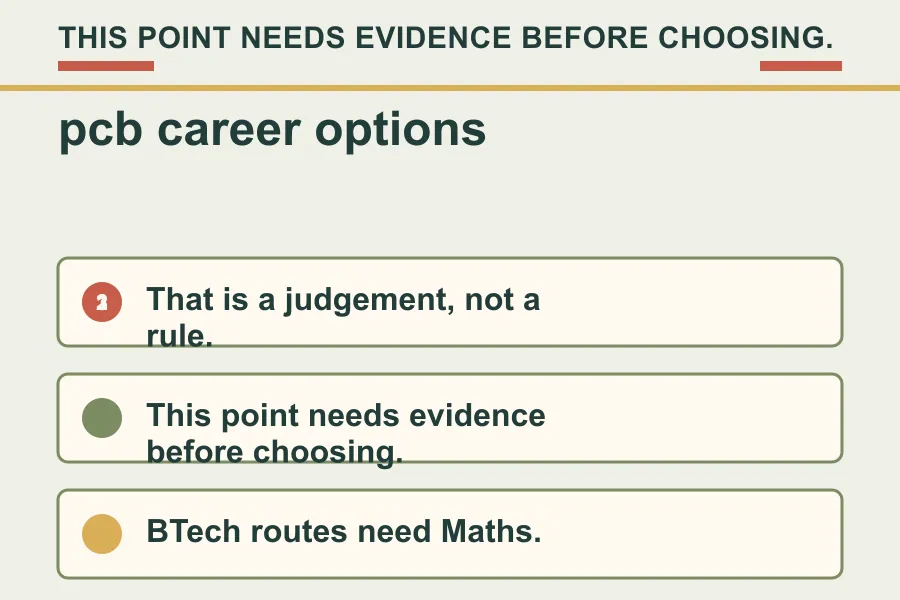 THIS POINT NEEDS EVIDENCE BEFORE CHOOSING.
pcb career options
That is a judgement, not a
rule.
This point needs evidence
before choosing.
BTech routes need Maths.